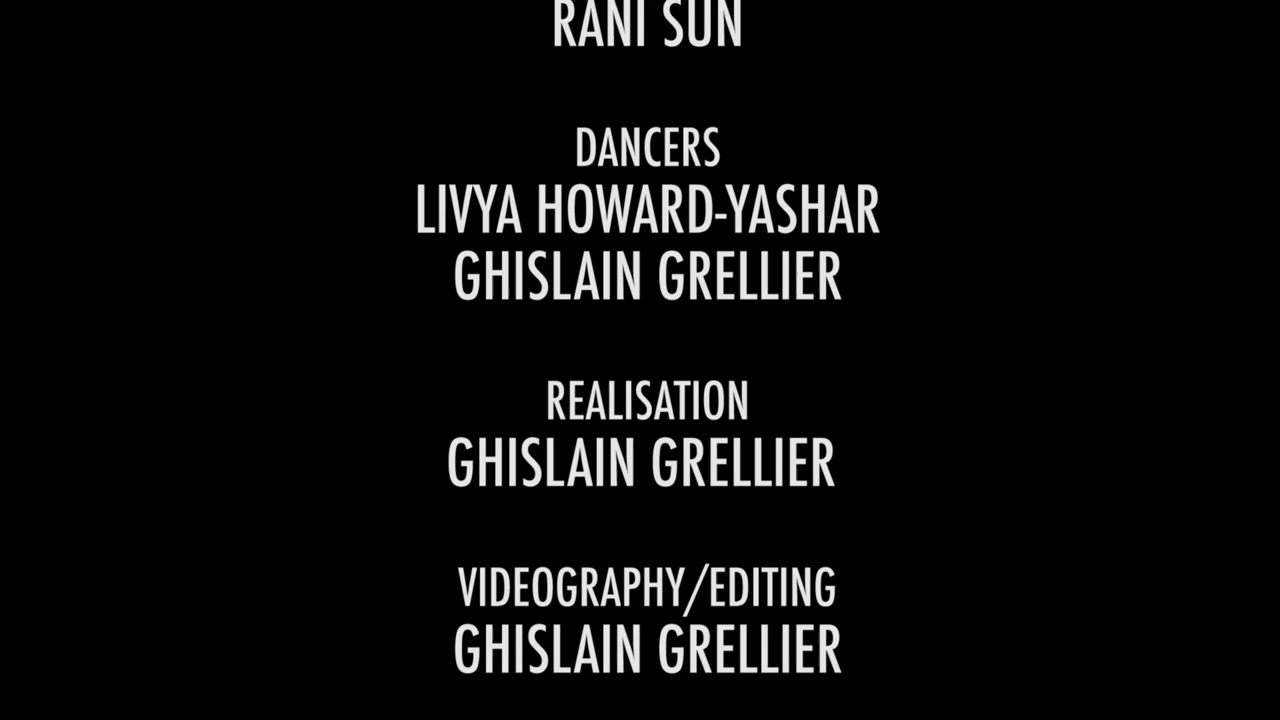 RANI SUN
DANCERS
LIVYA HOWARD-YASHAR
GHISLAIN GRELLIER
REALISATION
GHISLAIN GRELLIER
VIDEOGRAPHY/EDITING
GHISLAIN GRELLIER